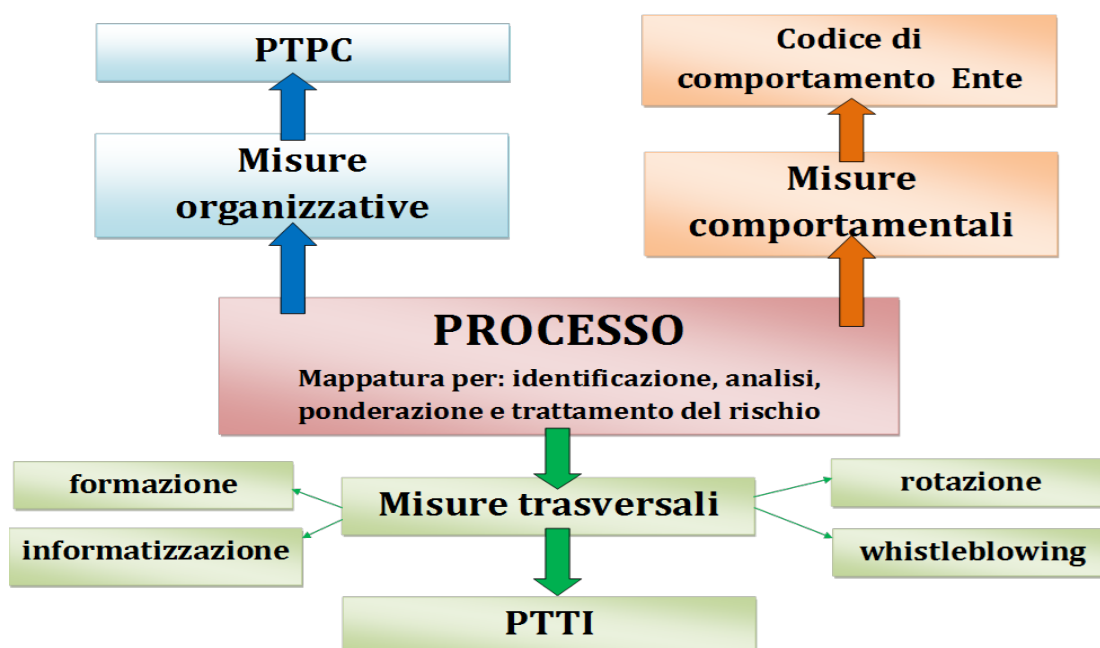 PTPC
Codice di
comportamento Ente
Misure
organizzative
Misure
comportamentali
PROCESSO
Mappatura per: identificazione, analisi,
ponderazione e trattamento del rischio
formazione
informatizzazione
Misure trasversali
rotazione
whistleblowing
PTTI